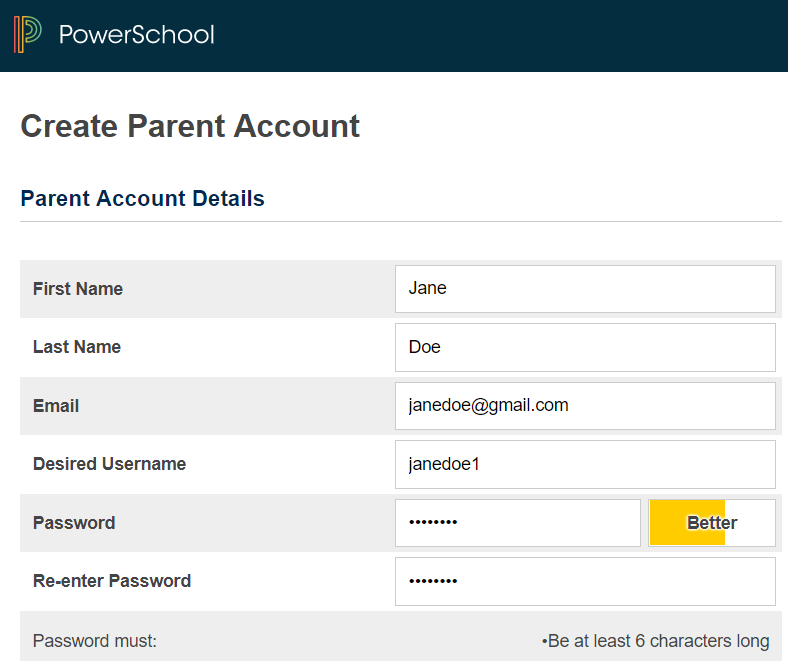 PowerSchool
Create Parent Account
Parent Account Details
First Name Jane
Last Name Doe
Email janedoe@gmail.com
Desired Username janedoe1
Password •••••••• Better
Re-enter Password ••••••••
Password must: •Be at least 6 characters long